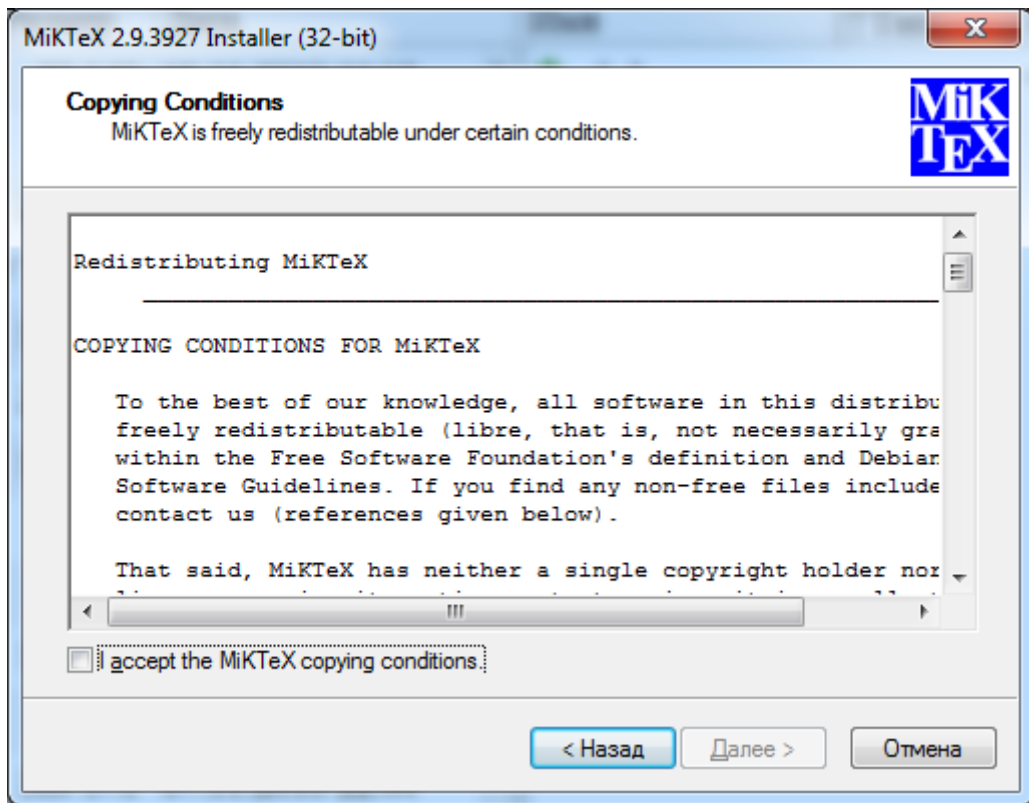 MiKTeX 2.9.3927 Installer (32-bit)
Copying Conditions
MiKTeX is freely redistributable under certain conditions.
MiK
TEX
Redistributing MiKTeX
COPYING CONDITIONS FOR MiKTeX
To the best of our knowledge, all software in this distribu
freely redistributable (libre, that is, not necessarily gra
within the Free Software Foundation's definition and Debian
Software Guidelines. If you find any non-free files include
contact us (references given below).
That said, MiKTeX has neither a single copyright holder nor
I accept the MiKTeX copying conditions.
< Назад
Далее >
Отмена